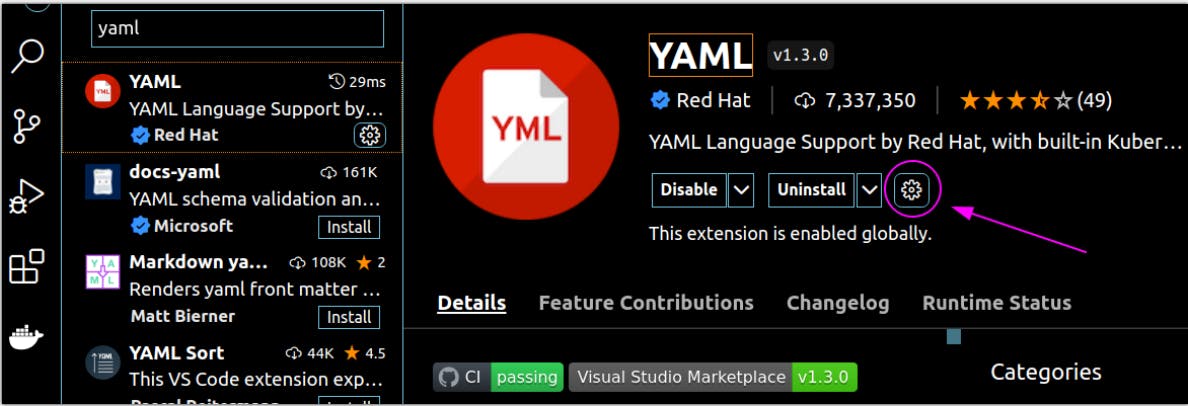 yaml
YAML 29ms
YAML Language Support by...
Red Hat
docs-yaml 161K
YAML schema validation an...
Microsoft Install
YAML
Markdown ya... 108K 2
Renders yaml front matter ...
Matt Bierner Install
YAML Sort 44K 4.5
This VS Code extension exp...
YML
YAML v1.3.0
Red Hat 7,337,350 (49)
YAML Language Support by Red Hat, with built-in Kuber...
Disable Uninstall
This extension is enabled globally.
Details Feature Contributions Changelog Runtime Status
CI passing Visual Studio Marketplace v1.3.0
Categories